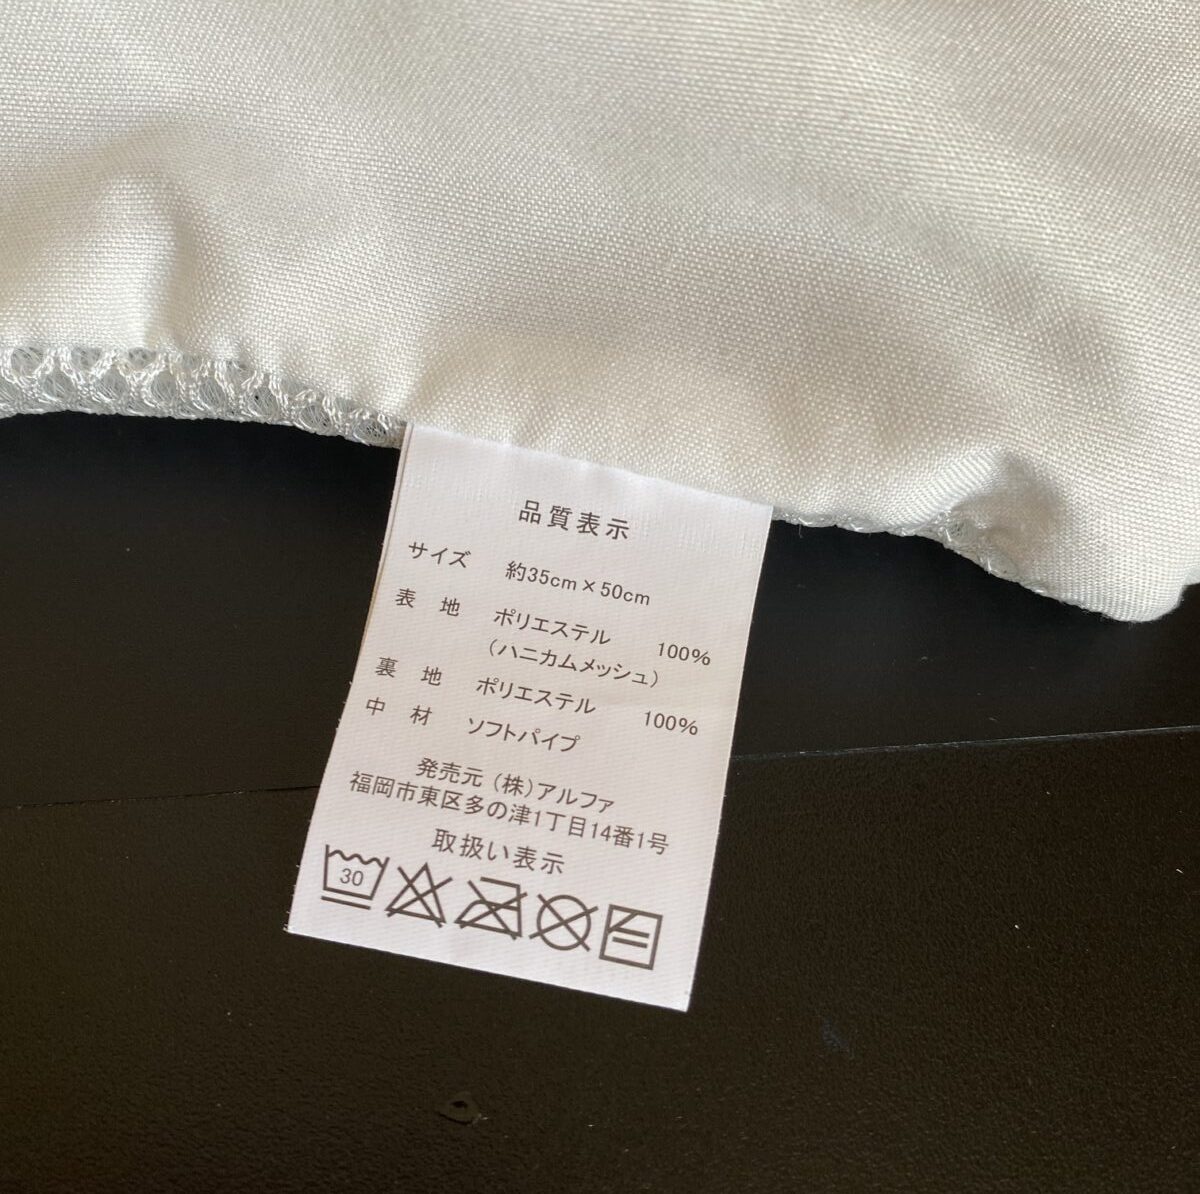 品質表示
サイズ 約35cm×50cm
表 地 ポリエステル 100%
(ハニカムメッシュ)
裏 地 ポリエステル 100%
中 材 ソフトパイプ
発売元 (株)アルファ
福岡市東区多の津1丁目14番1号
取扱い表示
30